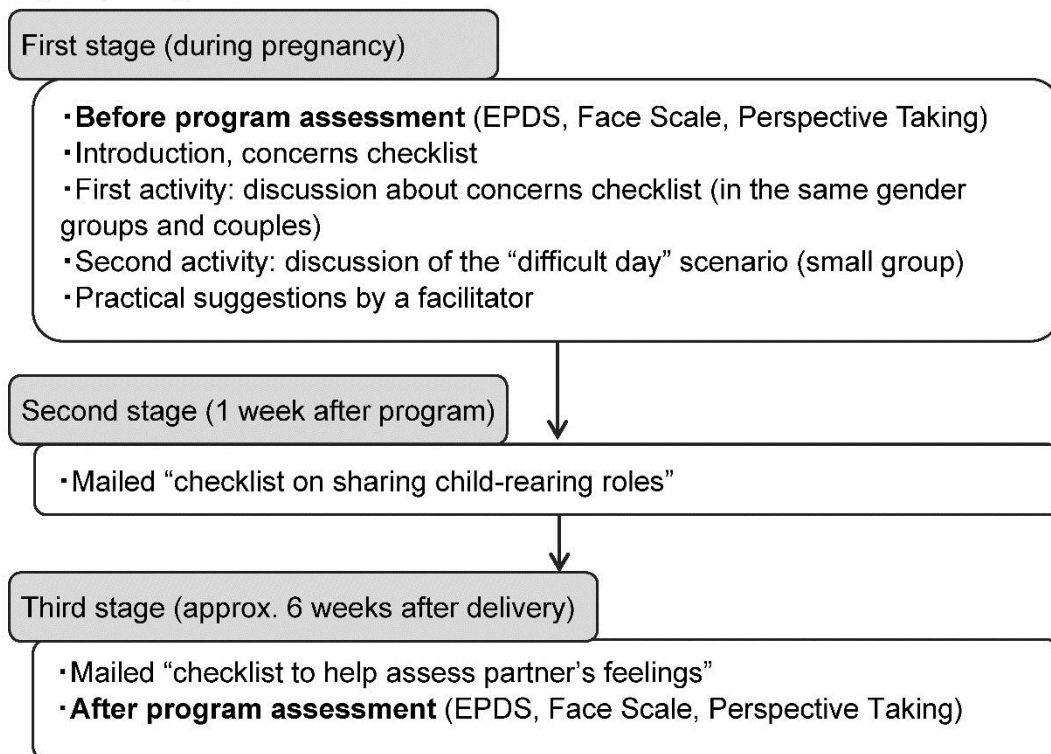 First stage (during pregnancy)
・Before program assessment (EPDS, Face Scale, Perspective Taking)
・Introduction, concerns checklist
・First activity: discussion about concerns checklist (in the same gender
groups and couples)
・Second activity: discussion of the “difficult day” scenario (small group)
・Practical suggestions by a facilitator
Second stage (1 week after program)
・Mailed “checklist on sharing child-rearing roles”
Third stage (approx. 6 weeks after delivery)
・Mailed “checklist to help assess partner’s feelings”
・After program assessment (EPDS, Face Scale, Perspective Taking)